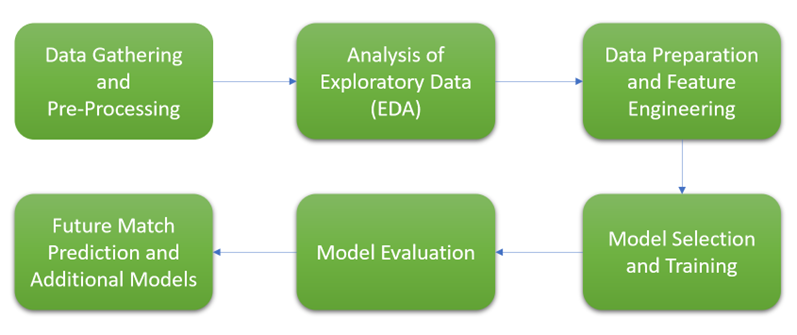 Data Gathering
and
Pre-Processing
Analysis of
Exploratory Data
(EDA)
Data Preparation
and Feature
Engineering
Model Selection
and Training
Model Evaluation
Future Match
Prediction and
Additional Models